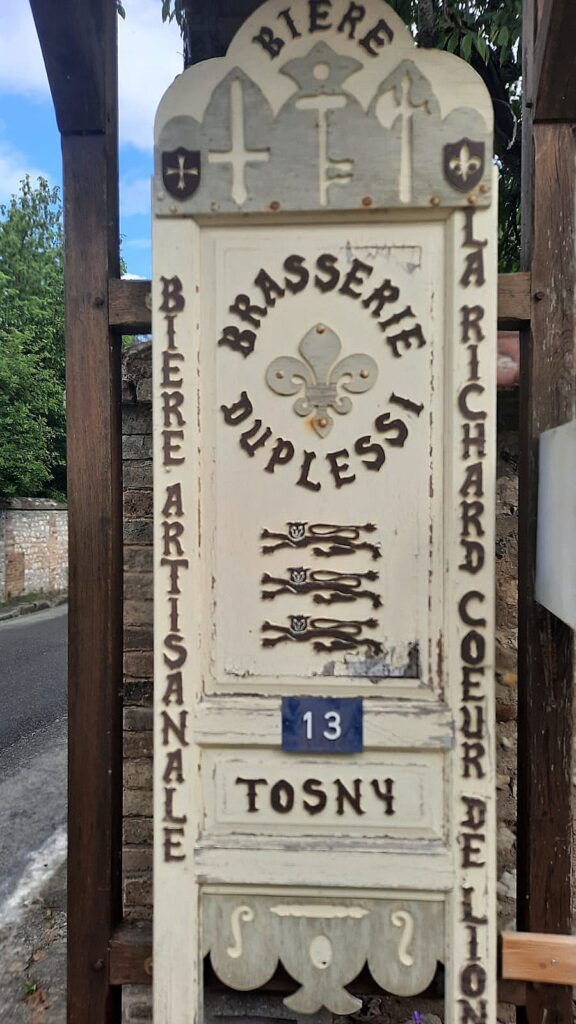 BIERE
BRASSERIE
DUPLESSI
BIERE ARTISANALE
LA RICHARD COEUR DE LION
13
TOSNY